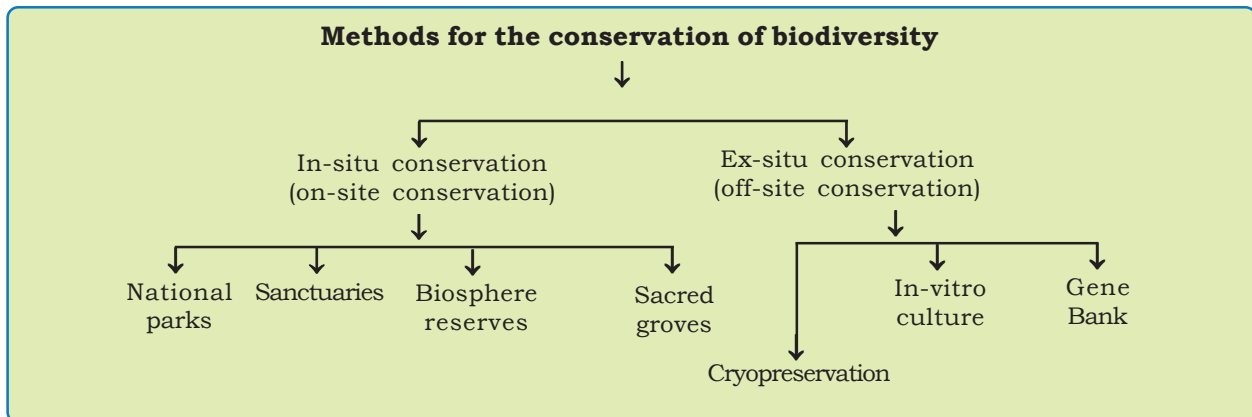 Methods for the conservation of biodiversity
In-situ conservation
(on-site conservation)
Ex-situ conservation
(off-site conservation)
National
parks
Sanctuaries
Biosphere
reserves
Sacred
groves
Cryopreservation
In-vitro
culture
Gene
Bank